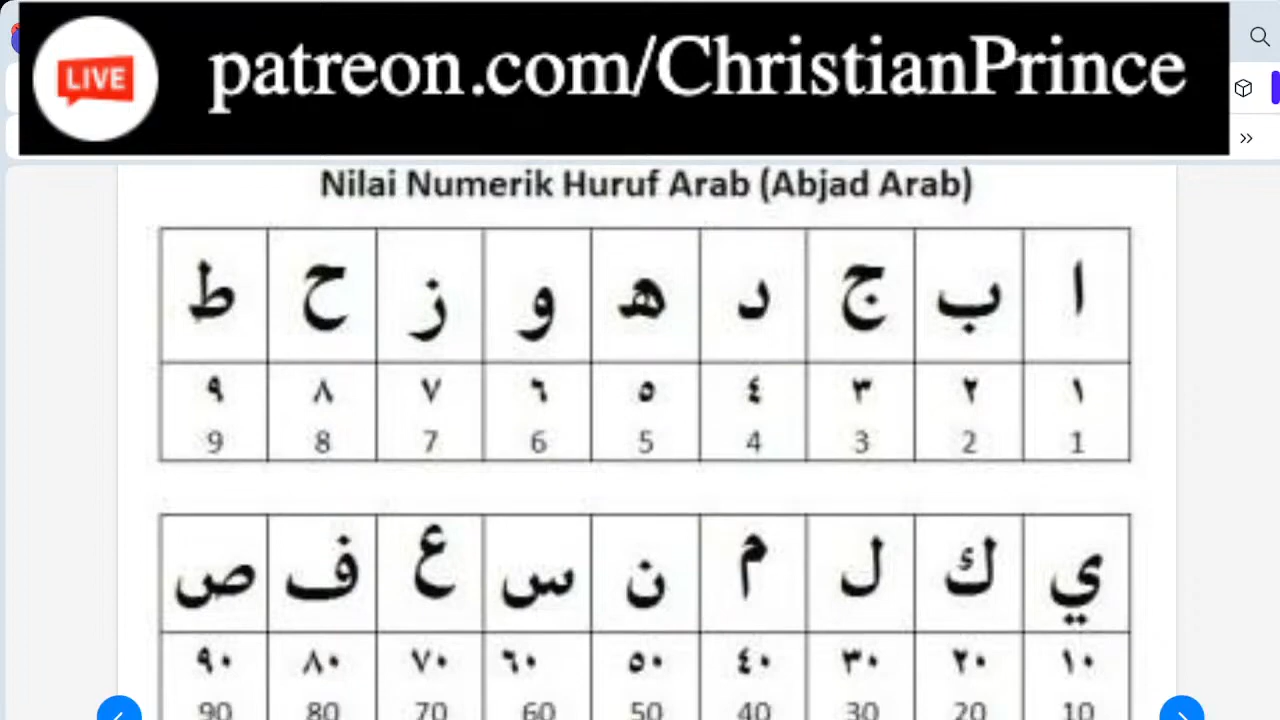 LIVE
patreon.com/ChristianPrince
Nilai Numerik Huruf Arab (Abjad Arab)
ا ب ج د ه و ز ح ط
١ ٢ ٣ ٤ ٥ ٦ ٧ ٨ ٩
1 2 3 4 5 6 7 8 9
ي ك ل م ن س ع ف ص
١٠ ٢٠ ٣٠ ٤٠ ٥٠ ٦٠ ٧٠ ٨٠ ٩٠
10 20 30 40 50 60 70 80 90